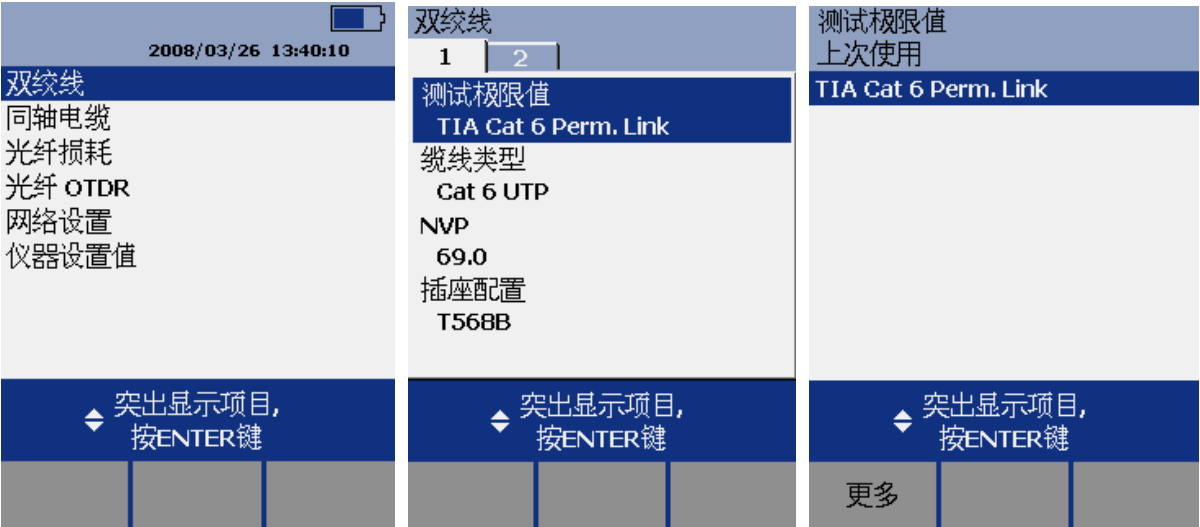 2008/03/26 13:40:10
双绞线
同轴电缆
光纤损耗
光纤 OTDR
网络设置
仪器设置值
突出显示项目,
按ENTER键
双绞线
1 2
测试极限值
TIA Cat 6 Perm. Link
缆线类型
Cat 6 UTP
NVP
69.0
插座配置
T568B
突出显示项目,
按ENTER键
测试极限值
上次使用
TIA Cat 6 Perm. Link
突出显示项目,
按ENTER键
更多